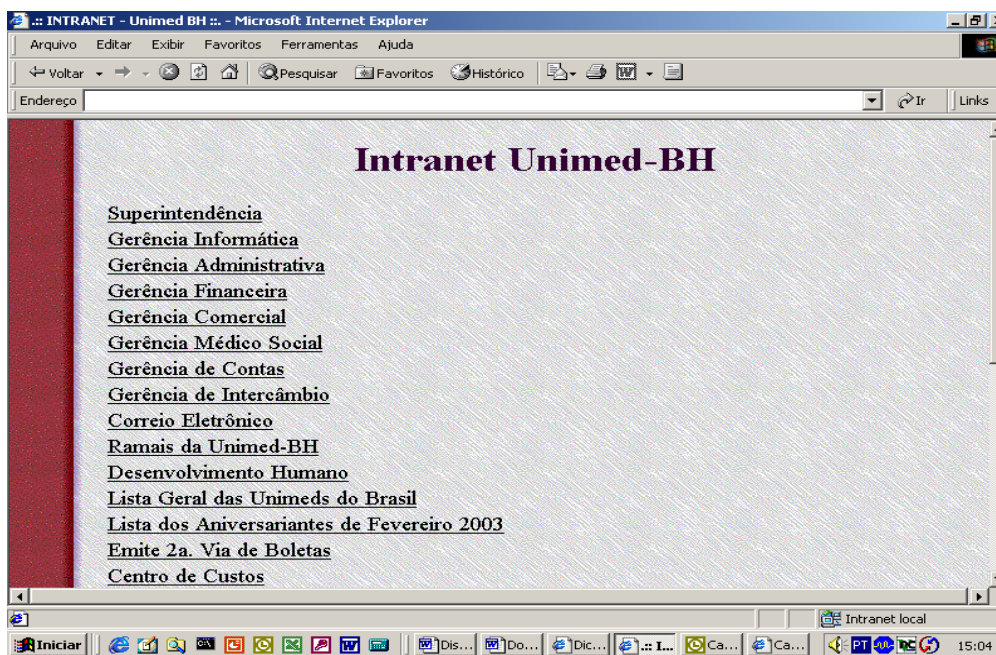 .:: INTRANET - Unimed BH ::. - Microsoft Internet Explorer
Arquivo Editar Exibir Favoritos Ferramentas Ajuda
Voltar Pesquisar Favoritos Histórico
Endereço Ir Links
Intranet Unimed-BH
Superintendência
Gerência Informática
Gerência Administrativa
Gerência Financeira
Gerência Comercial
Gerência Médico Social
Gerência de Contas
Gerência de Intercâmbio
Correio Eletrônico
Ramais da Unimed-BH
Desenvolvimento Humano
Lista Geral das Unimeds do Brasil
Lista dos Aniversariantes de Fevereiro 2003
Emite 2a. Via de Boletas
Centro de Custos
Intranet local
Iniciar Dis... Do... Dic... .:: I... Ca... Ca... PT 15:04